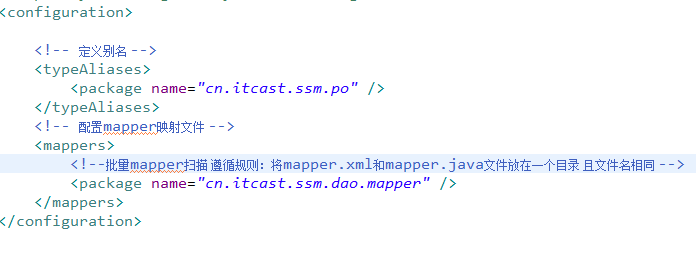 <configuration>
<!-- 定义别名 -->
<typeAliases>
<package name="cn.itcast.ssm.po" />
</typeAliases>
<!-- 配置mapper映射文件 -->
<mappers>
<!--批量mapper扫描 遵循规则：将mapper.xml和mapper.java文件放在一个目录 且文件名相同 -->
<package name="cn.itcast.ssm.dao.mapper" />
</mappers>
</configuration>